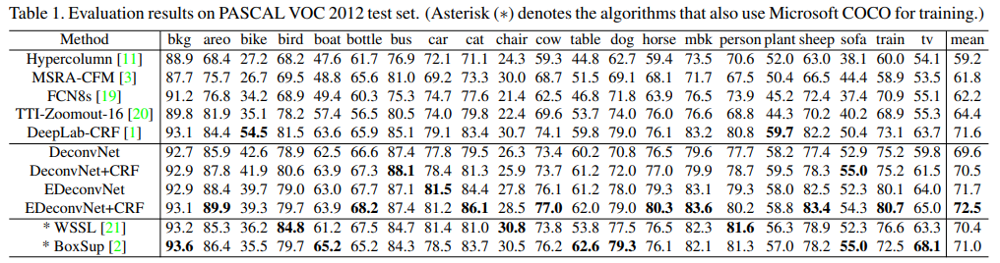 Table 1. Evaluation results on PASCAL VOC 2012 test set. (Asterisk (∗) denotes the algorithms that also use Microsoft COCO for training.)
Method bkg areo bike bird boat bottle bus car cat chair cow table dog horse mbk person plant sheep sofa train tv mean
Hypercolumn [11] 88.9 68.4 27.2 68.2 47.6 61.7 76.9 72.1 71.1 24.3 59.3 44.8 62.7 59.4 73.5 70.6 52.0 63.0 38.1 60.0 54.1 59.2
MSRA-CFM [3] 87.7 75.7 26.7 69.5 48.8 65.6 81.0 69.2 73.3 30.0 68.7 51.5 69.1 68.1 71.7 67.5 50.4 66.5 44.4 58.9 53.5 61.8
FCN8s [19] 91.2 76.8 34.2 68.9 49.4 60.3 75.3 74.7 77.6 21.4 62.5 46.8 71.8 63.9 76.5 73.9 45.2 72.4 37.4 70.9 55.1 62.2
TTI-Zoomout-16 [20] 89.8 81.9 35.1 78.2 57.4 56.5 80.5 74.0 79.8 22.4 69.6 53.7 74.0 76.0 76.6 68.8 44.3 70.2 40.2 68.9 55.3 64.4
DeepLab-CRF [1] 93.1 84.4 54.5 81.5 63.6 65.9 85.1 79.1 83.4 30.7 74.1 59.8 79.0 76.1 83.2 80.8 59.7 82.2 50.4 73.1 63.7 71.6
DeconvNet 92.7 85.9 42.6 78.9 62.5 66.6 87.4 77.8 79.5 26.3 73.4 60.2 70.8 76.5 79.6 77.7 58.2 77.4 52.9 75.2 59.8 69.6
DeconvNet+CRF 92.9 87.8 41.9 80.6 63.9 67.3 88.1 78.4 81.3 25.9 73.7 61.2 72.0 77.0 79.9 78.7 59.5 78.3 55.0 75.2 61.5 70.5
EDeconvNet 92.9 88.4 39.7 79.0 63.0 67.7 87.1 81.5 84.4 27.8 76.1 61.2 78.0 79.3 83.1 79.3 58.0 82.5 52.3 80.1 64.0 71.7
EDeconvNet+CRF 93.1 89.9 39.3 79.7 63.9 68.2 87.4 81.2 86.1 28.5 77.0 62.0 79.0 80.3 83.6 80.2 58.8 83.4 54.3 80.7 65.0 72.5
* WSSL [21] 93.2 85.3 36.2 84.8 61.2 67.5 84.7 81.4 81.0 30.8 73.8 53.8 77.5 76.5 82.3 81.6 56.3 78.9 52.3 76.6 63.3 70.4
* BoxSup [2] 93.6 86.4 35.5 79.7 65.2 65.2 84.3 78.5 83.7 30.5 76.2 62.6 79.3 76.1 82.1 81.3 57.0 78.2 55.0 72.5 68.1 71.0